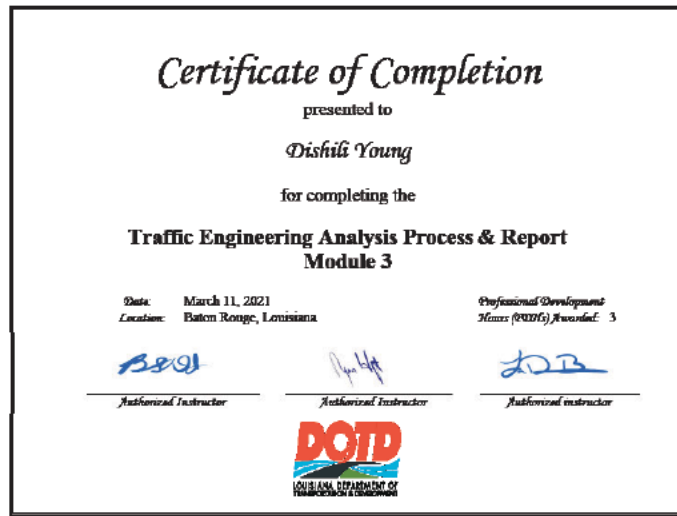 Certificate of Completion
presented to
Dishili Young
for completing the
Traffic Engineering Analysis Process & Report
Module 3
Date: March 11, 2021
Location: Baton Rouge, Louisiana
Professional Development
Hours (PDHs) Awarded: 3
Authorized Instructor
Authorized Instructor
Authorized instructor
DOTD
LOUISIANA DEPARTMENT OF
TRANSPORTATION & DEVELOPMENT